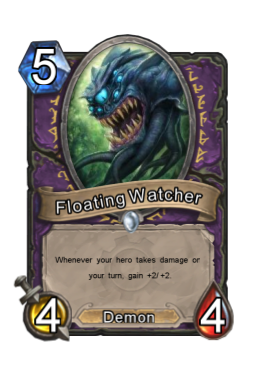 5
Floating Watcher
Whenever your hero takes damage or
your turn, gain +2/+2.
4
Demon
4